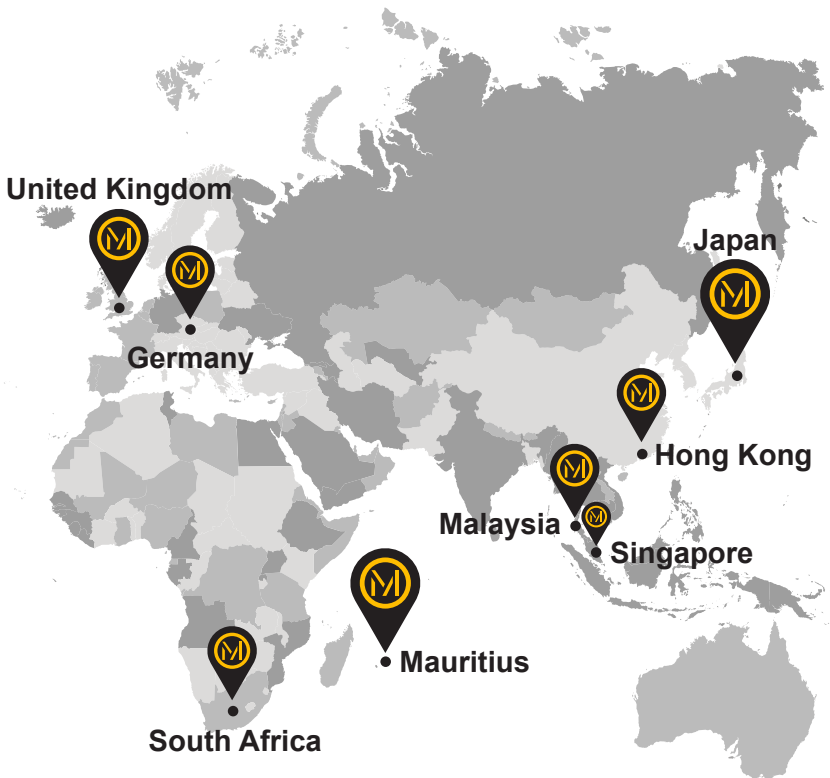 United Kingdom
Japan
Germany
Hong Kong
Malaysia
Singapore
Mauritius
South Africa